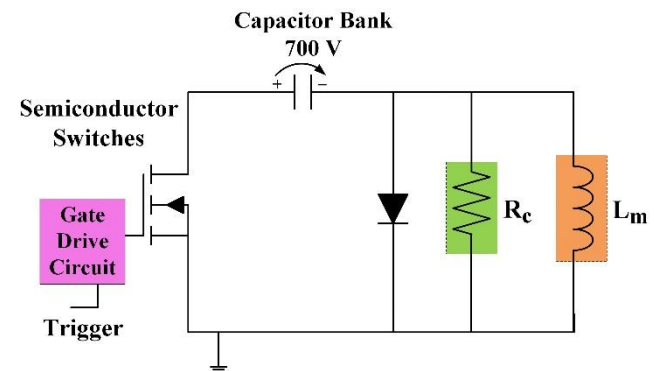 Capacitor Bank
700 V
+ −
Semiconductor
Switches
Gate
Drive
Circuit
Trigger
Rc
Lm